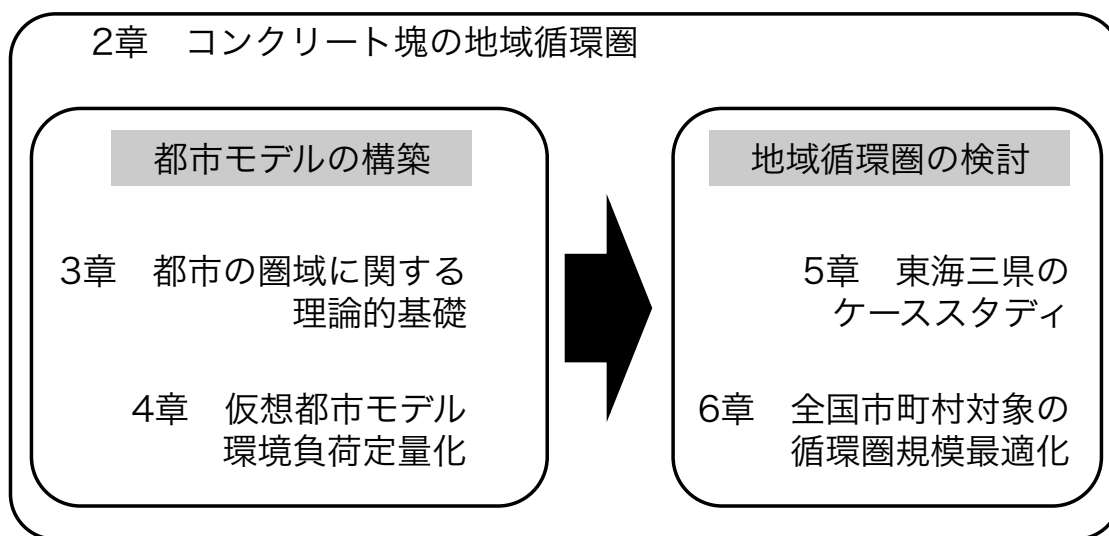 2章　コンクリート塊の地域循環圏
都市モデルの構築
3章　都市の圏域に関する
理論的基礎
4章　仮想都市モデル
環境負荷定量化
地域循環圏の検討
5章　東海三県の
ケーススタディ
6章　全国市町村対象の
循環圏規模最適化